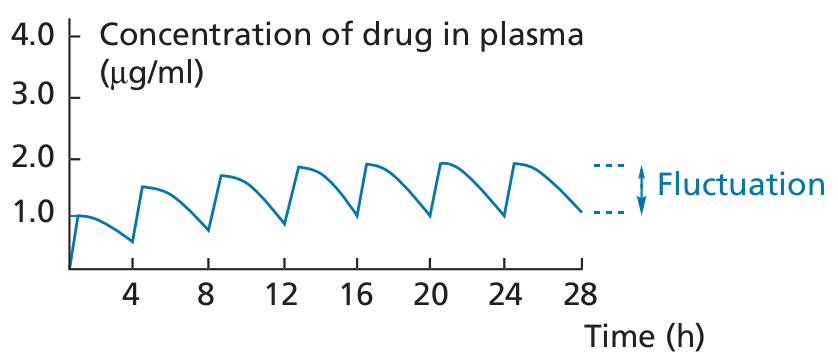 4.0
Concentration of drug in plasma
(μg/ml)
3.0
2.0
1.0
Fluctuation
4 8 12 16 20 24 28
Time (h)